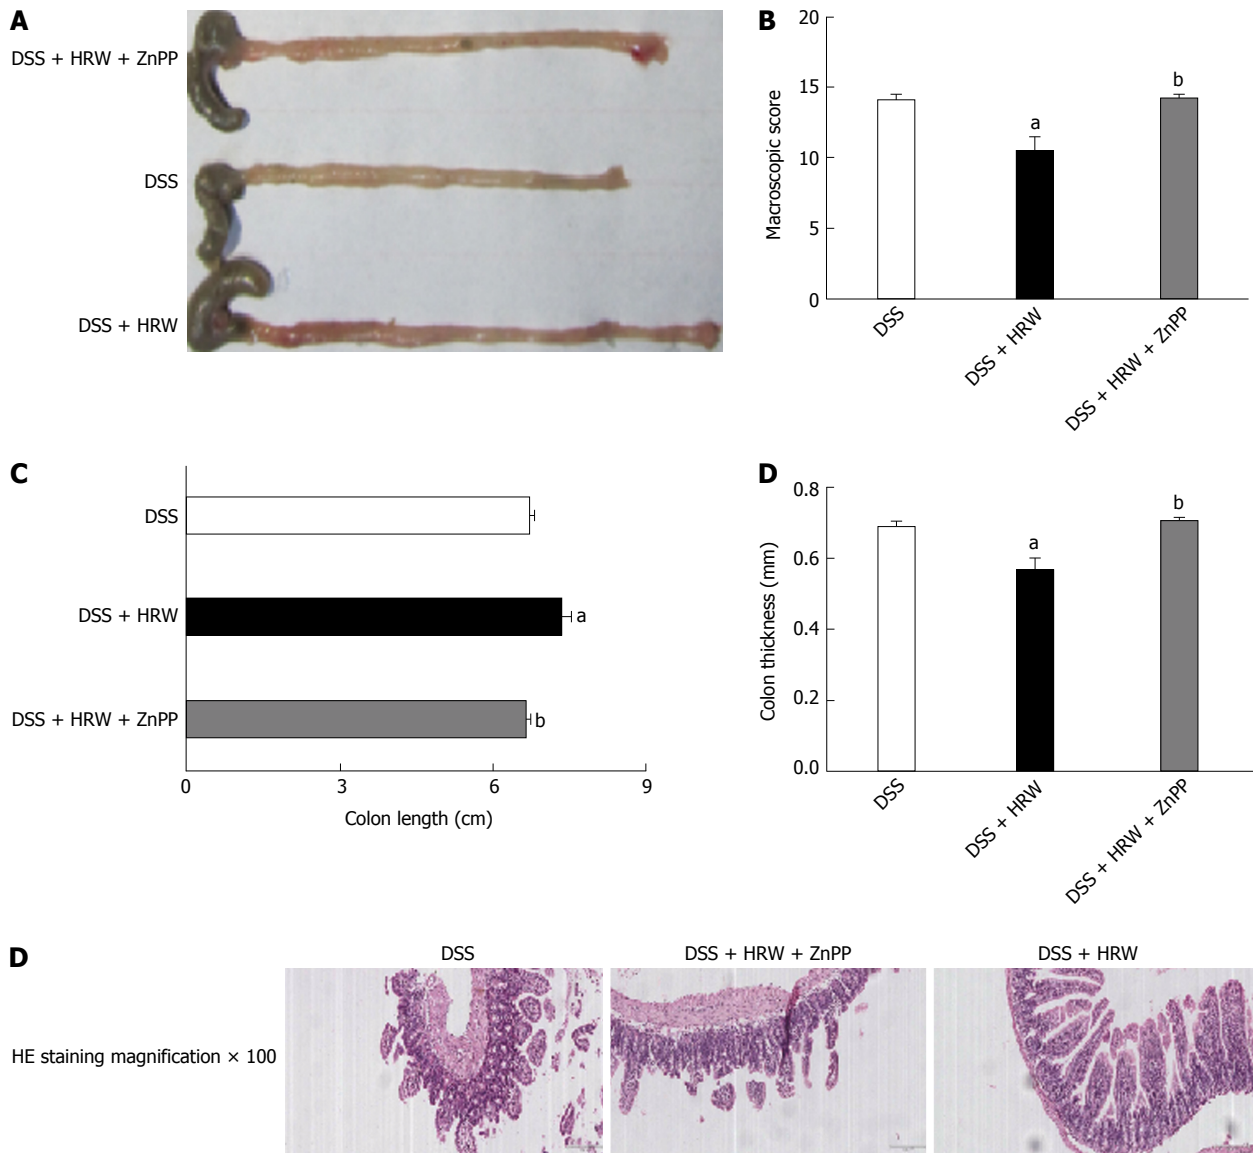 A
DSS + HRW + ZnPP
DSS
DSS + HRW
B
20
15
10
5
0
Macroscopic score
a
b
DSS
DSS + HRW
DSS + HRW + ZnPP
C
DSS
DSS + HRW
a
DSS + HRW + ZnPP
b
0 3 6 9
Colon length (cm)
D
0.8
0.6
0.4
0.2
0.0
Colon thickness (mm)
a
b
DSS
DSS + HRW
DSS + HRW + ZnPP
D
DSS DSS + HRW + ZnPP DSS + HRW
HE staining magnification × 100